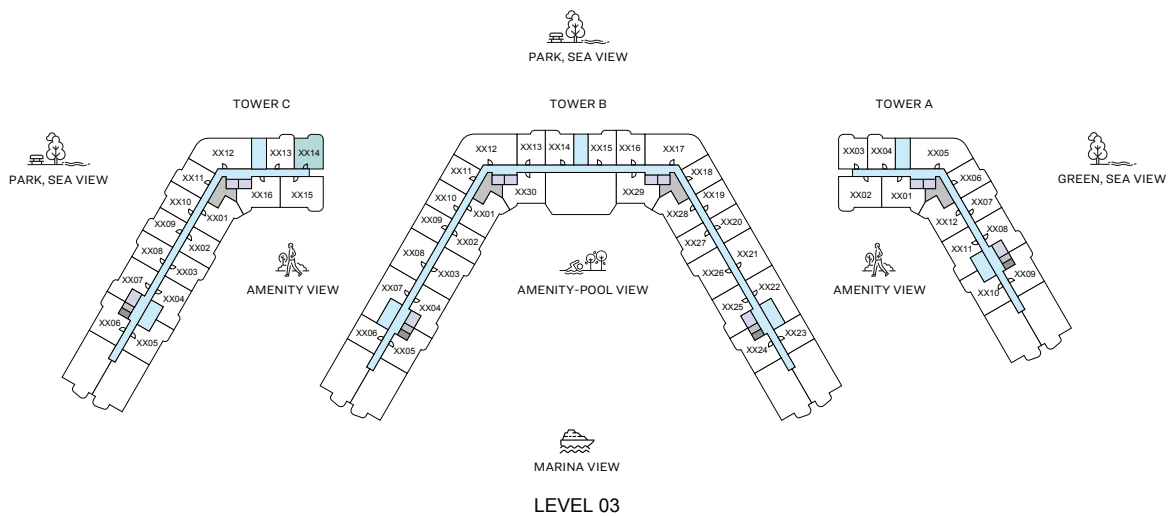 PARK, SEA VIEW
TOWER C
TOWER B
TOWER A
PARK, SEA VIEW
GREEN, SEA VIEW
XX12
XX13
XX14
XX11
XX10
XX09
XX08
XX07
XX06
XX16
XX15
XX01
XX02
XX03
XX04
XX05
XX12
XX13
XX14
XX15
XX16
XX17
XX11
XX10
XX09
XX08
XX07
XX06
XX30
XX01
XX02
XX03
XX04
XX05
XX29
XX28
XX27
XX26
XX25
XX24
XX18
XX19
XX20
XX21
XX22
XX23
XX03
XX04
XX05
XX02
XX01
XX06
XX07
XX08
XX09
XX12
XX11
XX10
AMENITY VIEW
AMENITY-POOL VIEW
AMENITY VIEW
MARINA VIEW
LEVEL 03